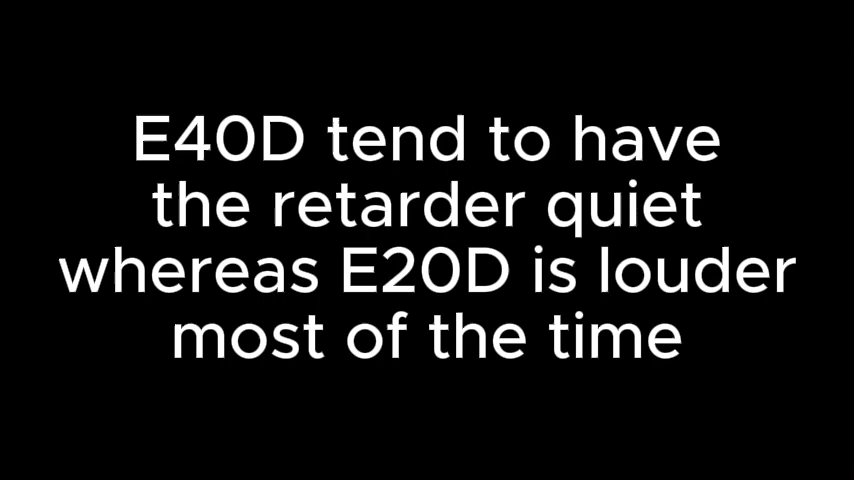 E40D tend to have
the retarder quiet
whereas E20D is louder
most of the time